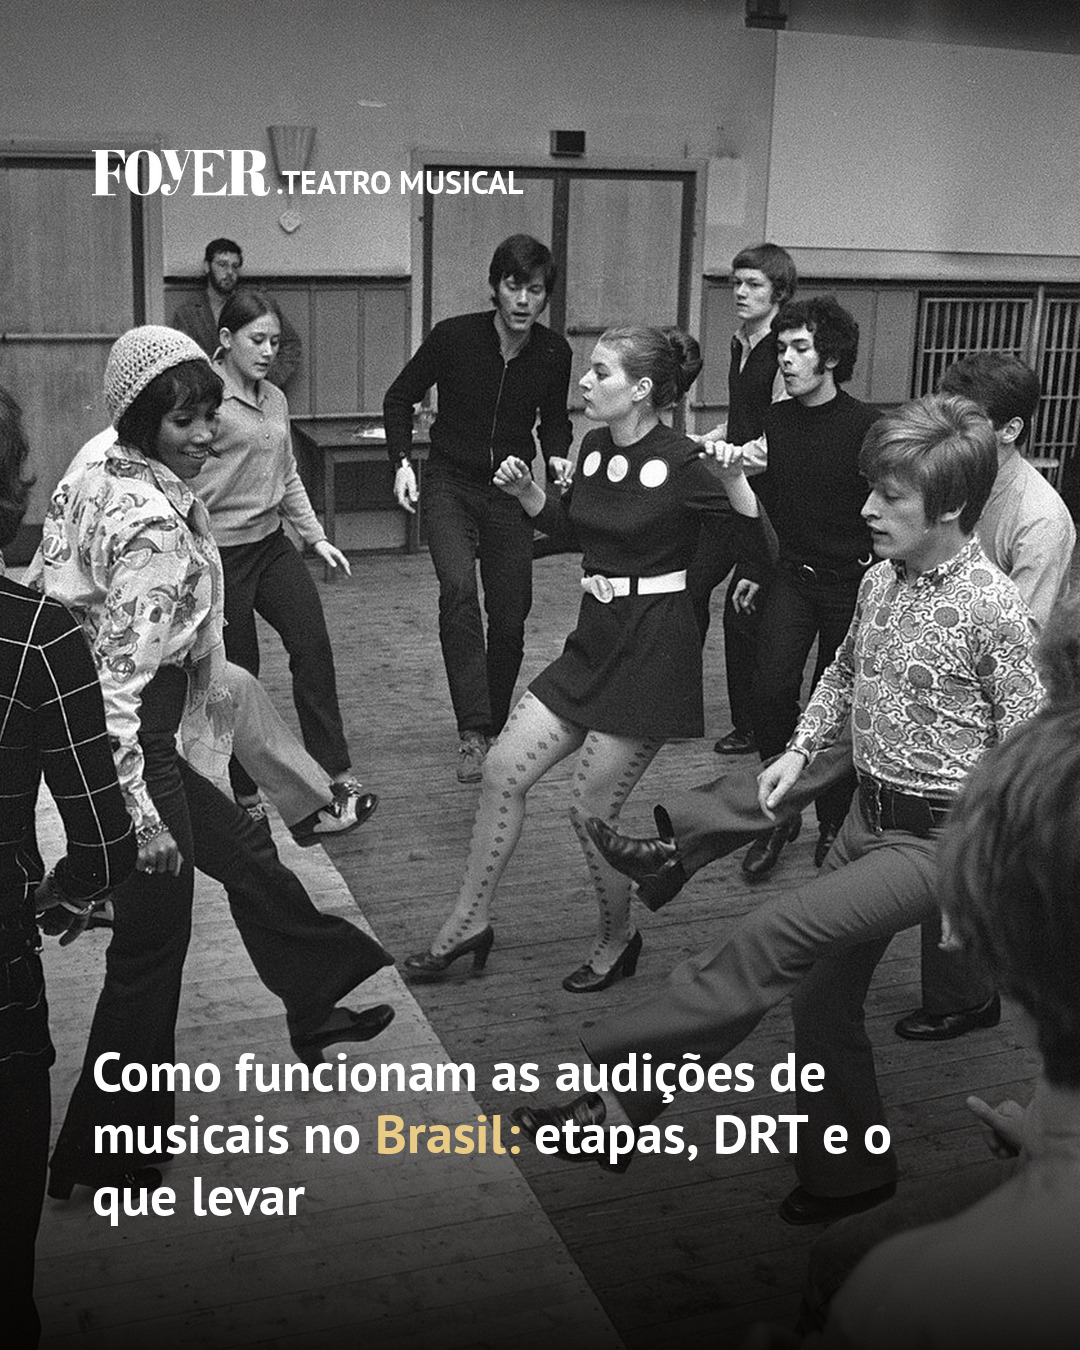 FOYER .TEATRO MUSICAL
Como funcionam as audições de
musicais no Brasil: etapas, DRT e o
que levar